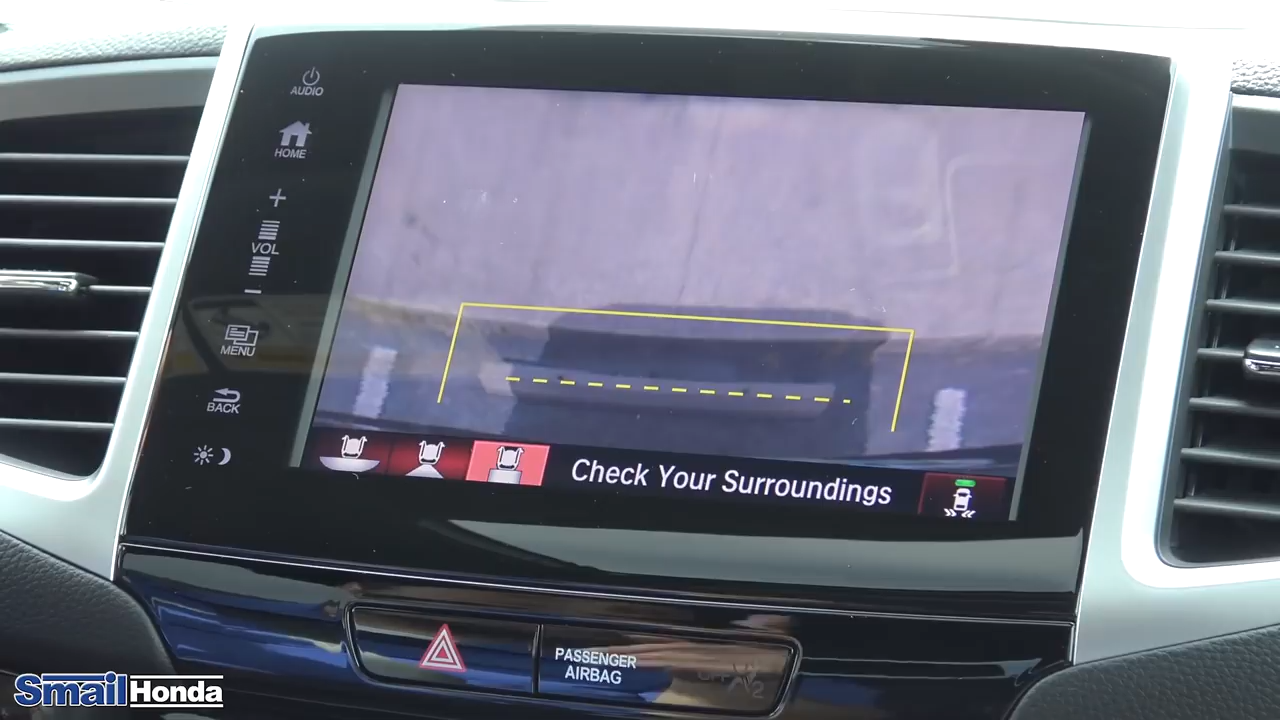 AUDIO
HOME
VOL
MENU
BACK
Check Your Surroundings
PASSENGER
AIRBAG
Smail Honda